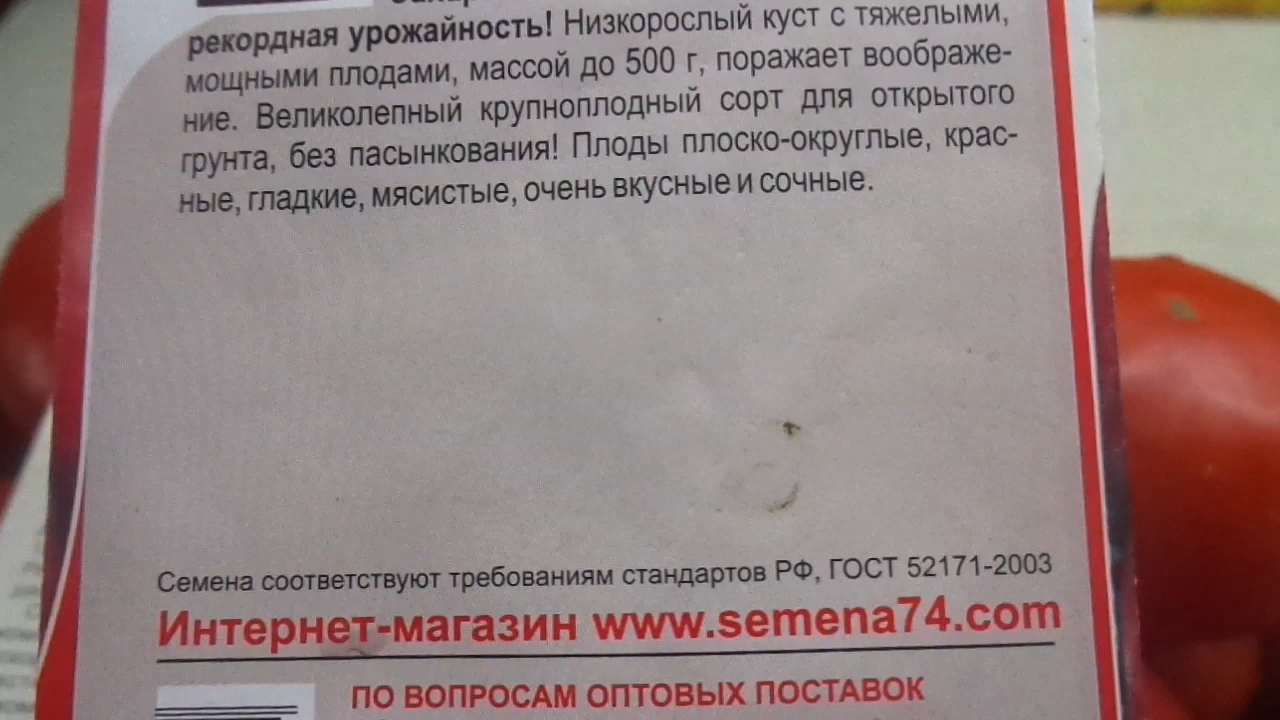 рекордная урожайность! Низкорослый куст с тяжелыми,
мощными плодами, массой до 500 г, поражает воображе-
ние. Великолепный крупноплодный сорт для открытого
грунта, без пасынкования! Плоды плоско-округлые, крас-
ные, гладкие, мясистые, очень вкусные и сочные.
Семена соответствуют требованиям стандартов РФ, ГОСТ 52171-2003
Интернет-магазин www.semena74.com
ПО ВОПРОСАМ ОПТОВЫХ ПОСТАВОК